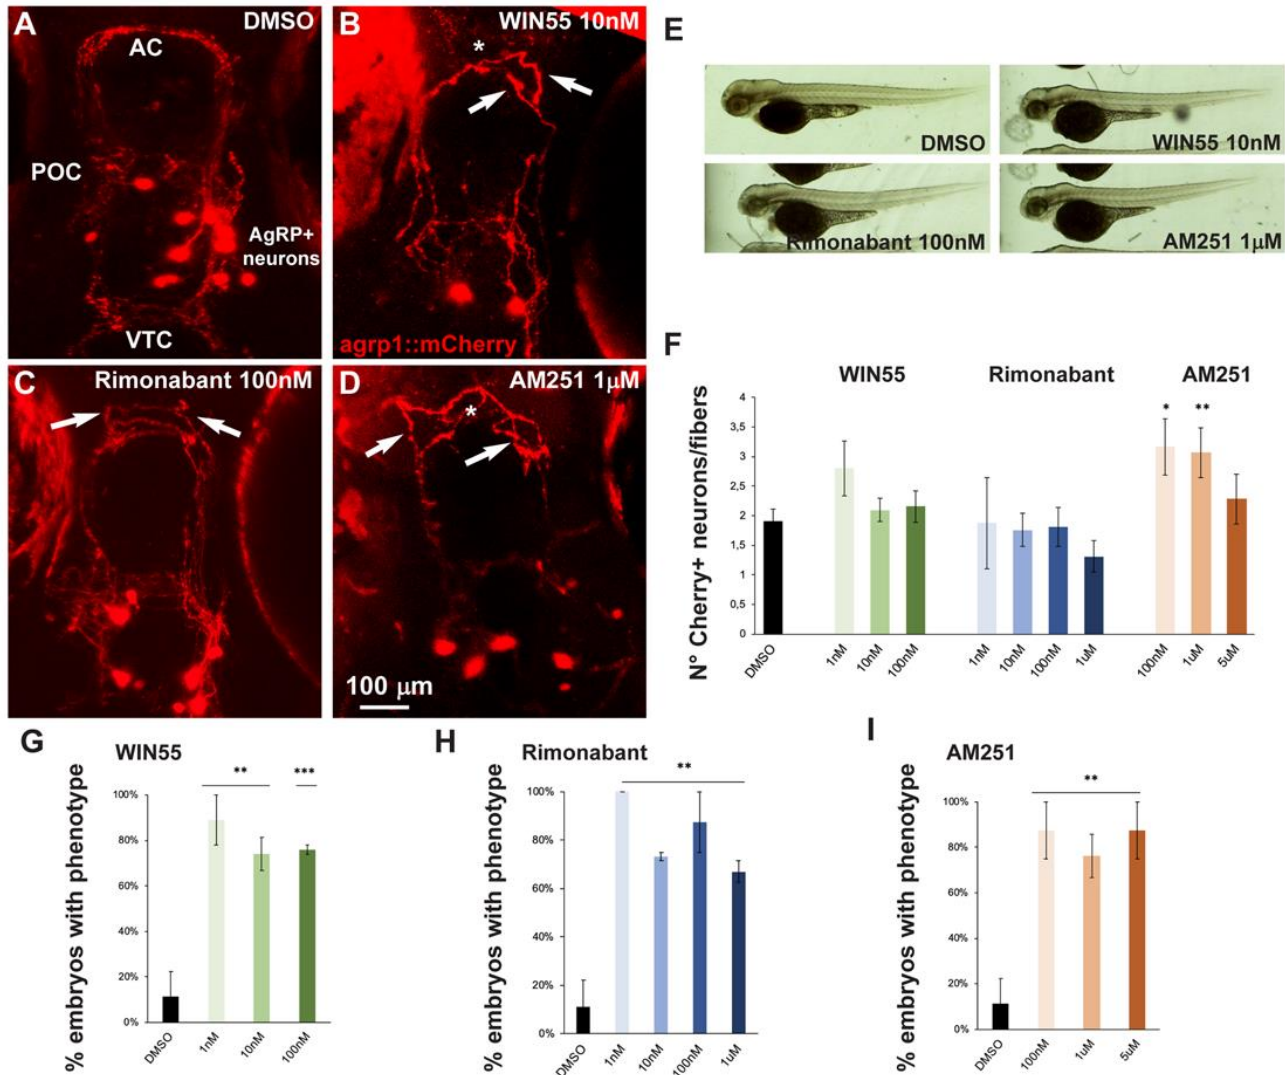 A
DMSO
AC
POC
AgRP+
neurons
VTC
B
WIN55 10nM
*
agrp1::mCherry
C
Rimonabant 100nM
D
AM251 1μM
*
100 μm
E
DMSO
WIN55 10nM
Rimonabant 100nM
AM251 1μM
F
WIN55
Rimonabant
AM251
N° Cherry+ neurons/fibers
4
3,5
3
2,5
2
1,5
1
0,5
0
*
**
DMSO
1nM
10nM
100nM
1nM
10nM
100nM
1uM
100nM
1uM
5uM
G
WIN55
% embryos with phenotype
100%
80%
60%
40%
20%
0%
**
***
DMSO
1nM
10nM
100nM
H
Rimonabant
% embryos with phenotype
100%
80%
60%
40%
20%
0%
**
DMSO
1nM
10nM
100nM
1uM
I
AM251
% embryos with phenotype
100%
80%
60%
40%
20%
0%
**
DMSO
100nM
1uM
5uM